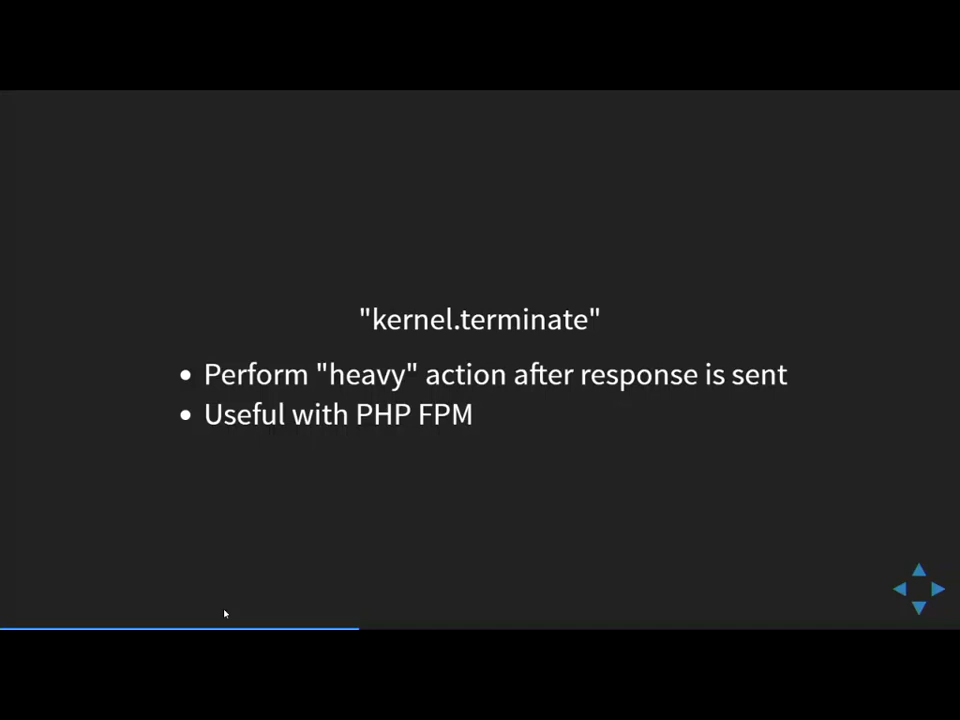 "kernel.terminate"
• Perform "heavy" action after response is sent
• Useful with PHP FPM